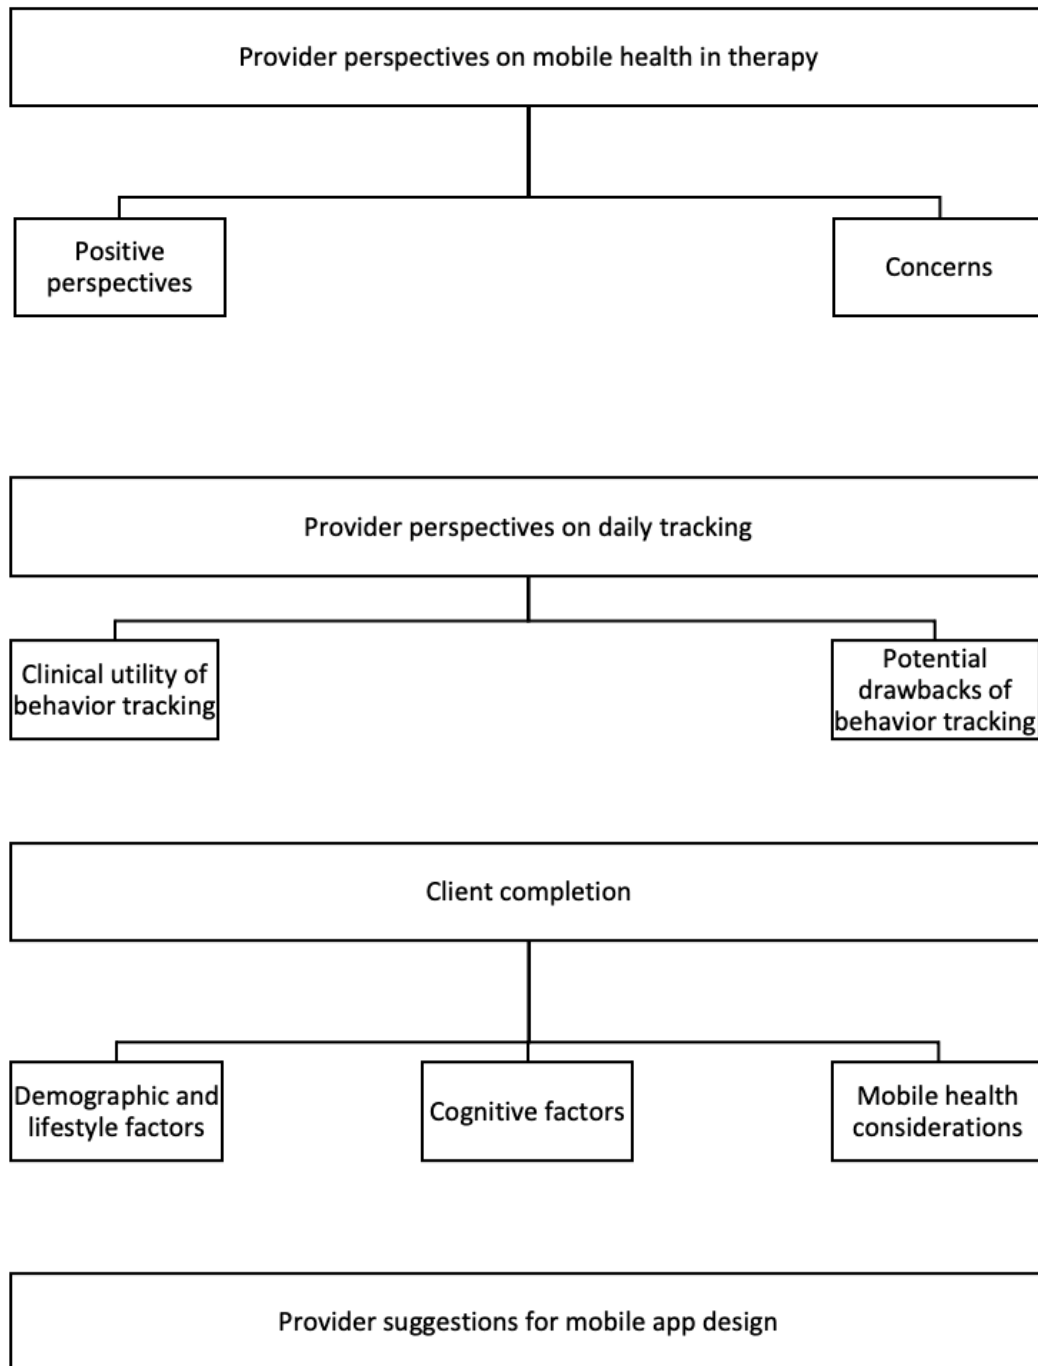 Provider perspectives on mobile health in therapy
Positive
perspectives
Concerns
Provider perspectives on daily tracking
Clinical utility of
behavior tracking
Potential
drawbacks of
behavior tracking
Client completion
Demographic and
lifestyle factors
Cognitive factors
Mobile health
considerations
Provider suggestions for mobile app design